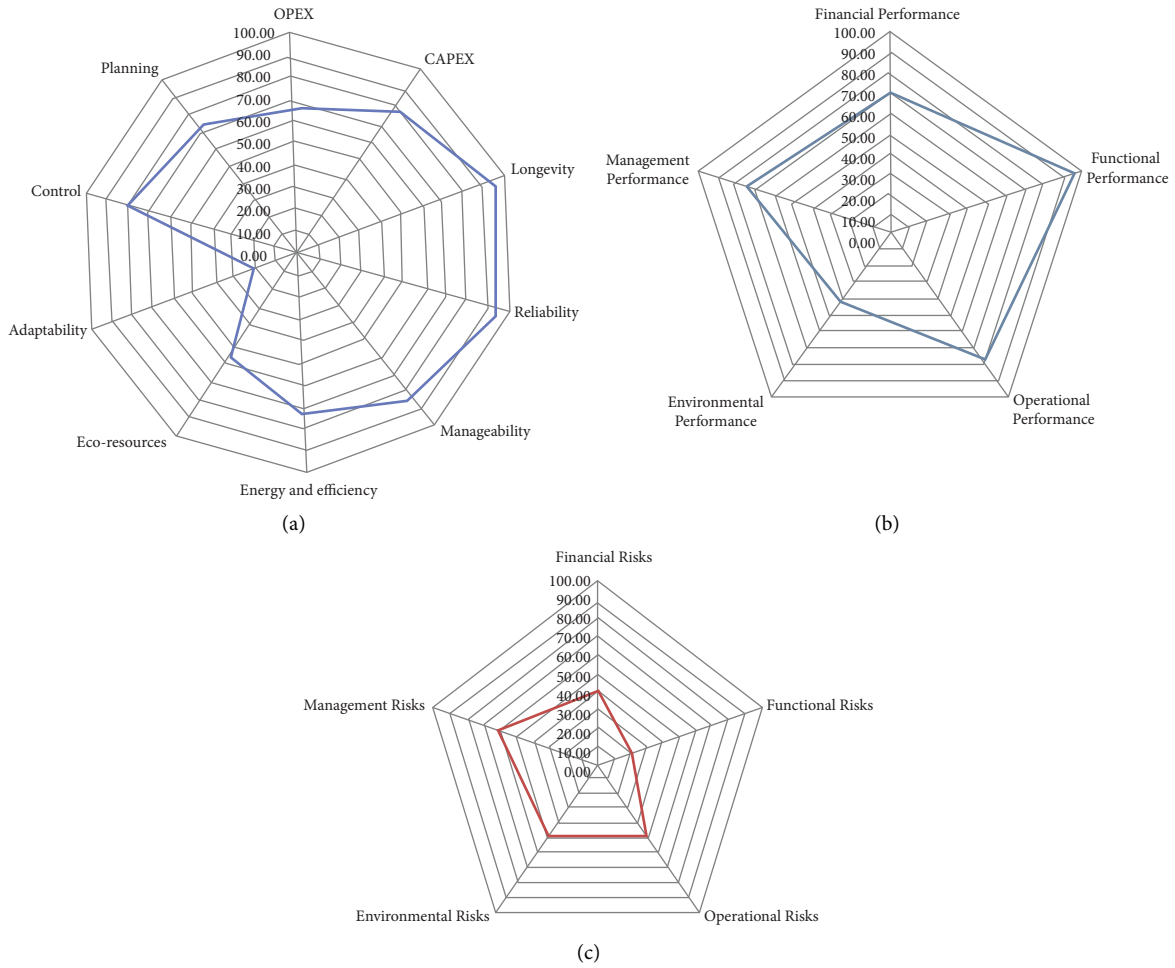 OPEX
100.00
90.00
80.00
70.00
60.00
50.00
40.00
30.00
20.00
10.00
0.00
CAPEX
Longevity
Reliability
Manageability
Energy and efficiency
Eco-resources
Adaptability
Control
Planning
(a)
Financial Performance
100.00
90.00
80.00
70.00
60.00
50.00
40.00
30.00
20.00
10.00
0.00
Functional
Performance
Operational
Performance
Environmental
Performance
Management
Performance
(b)
Financial Risks
100.00
90.00
80.00
70.00
60.00
50.00
40.00
30.00
20.00
10.00
0.00
Functional Risks
Operational Risks
Environmental Risks
Management Risks
(c)